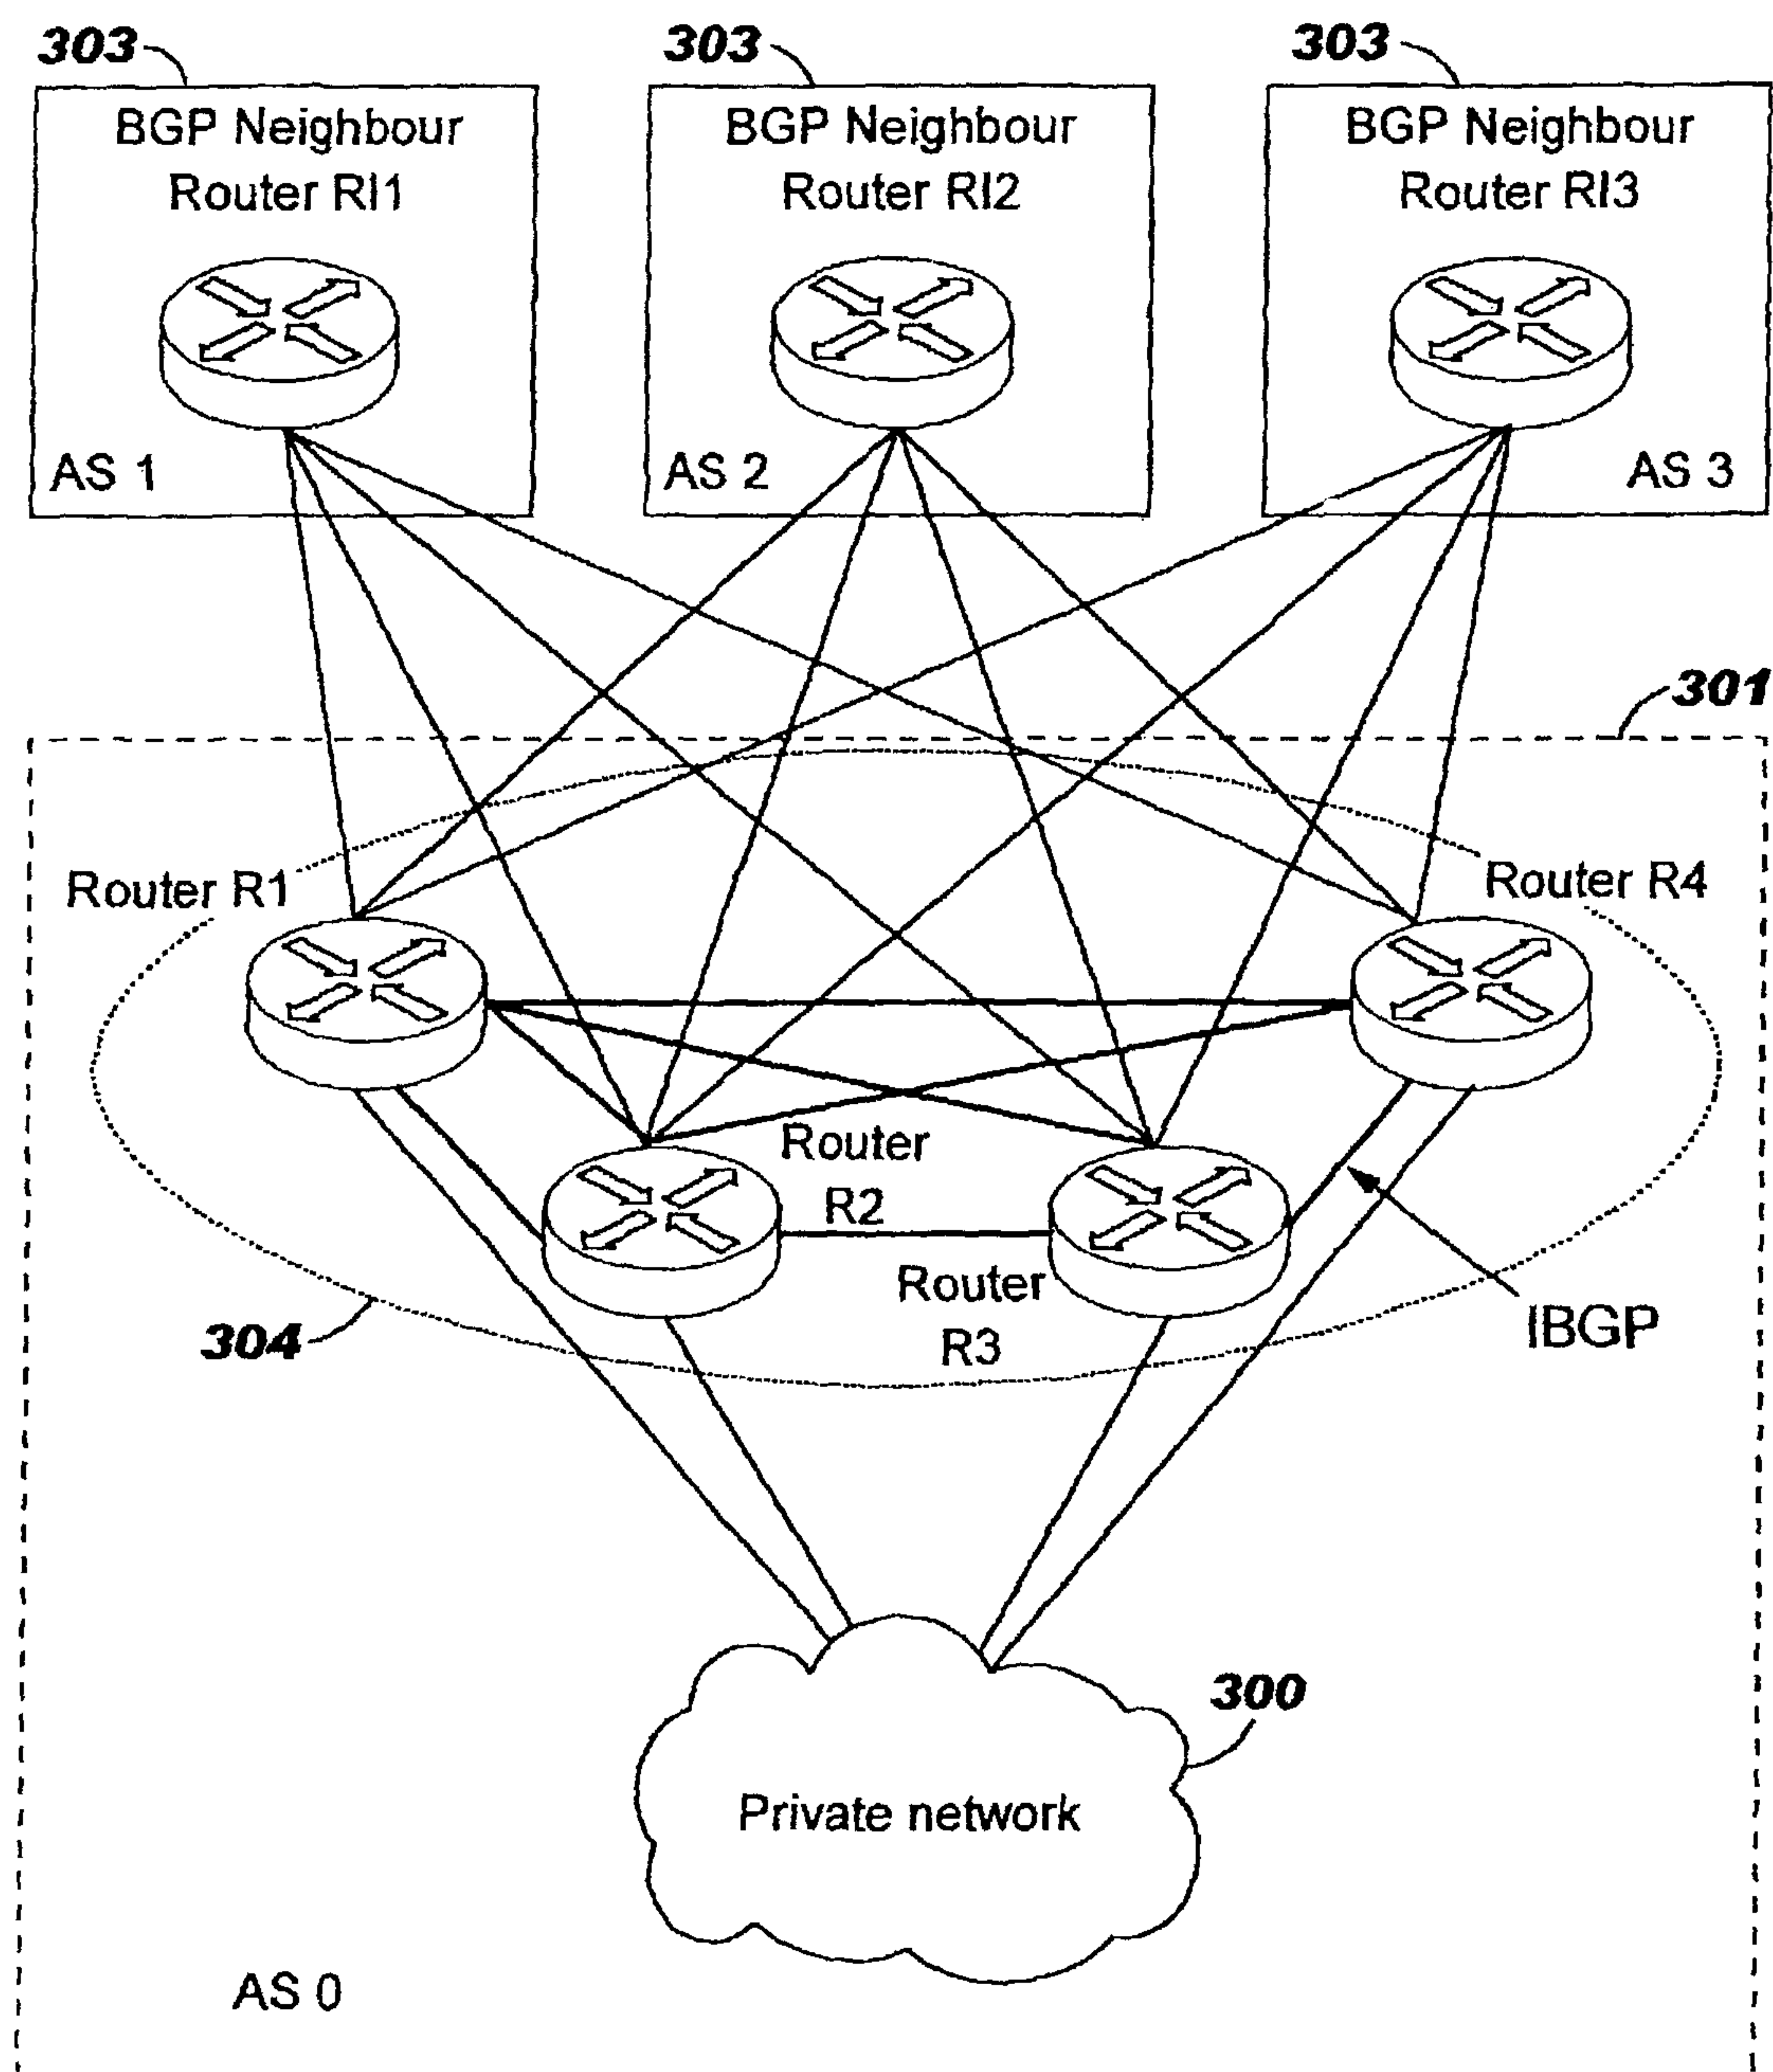 303
303
303
BGP Neighbour
Router RI1
BGP Neighbour
Router RI2
BGP Neighbour
Router RI3
AS 1
AS 2
AS 3
301
Router R1
Router R4
Router
R2
Router
R3
IBGP
304
300
Private network
AS 0